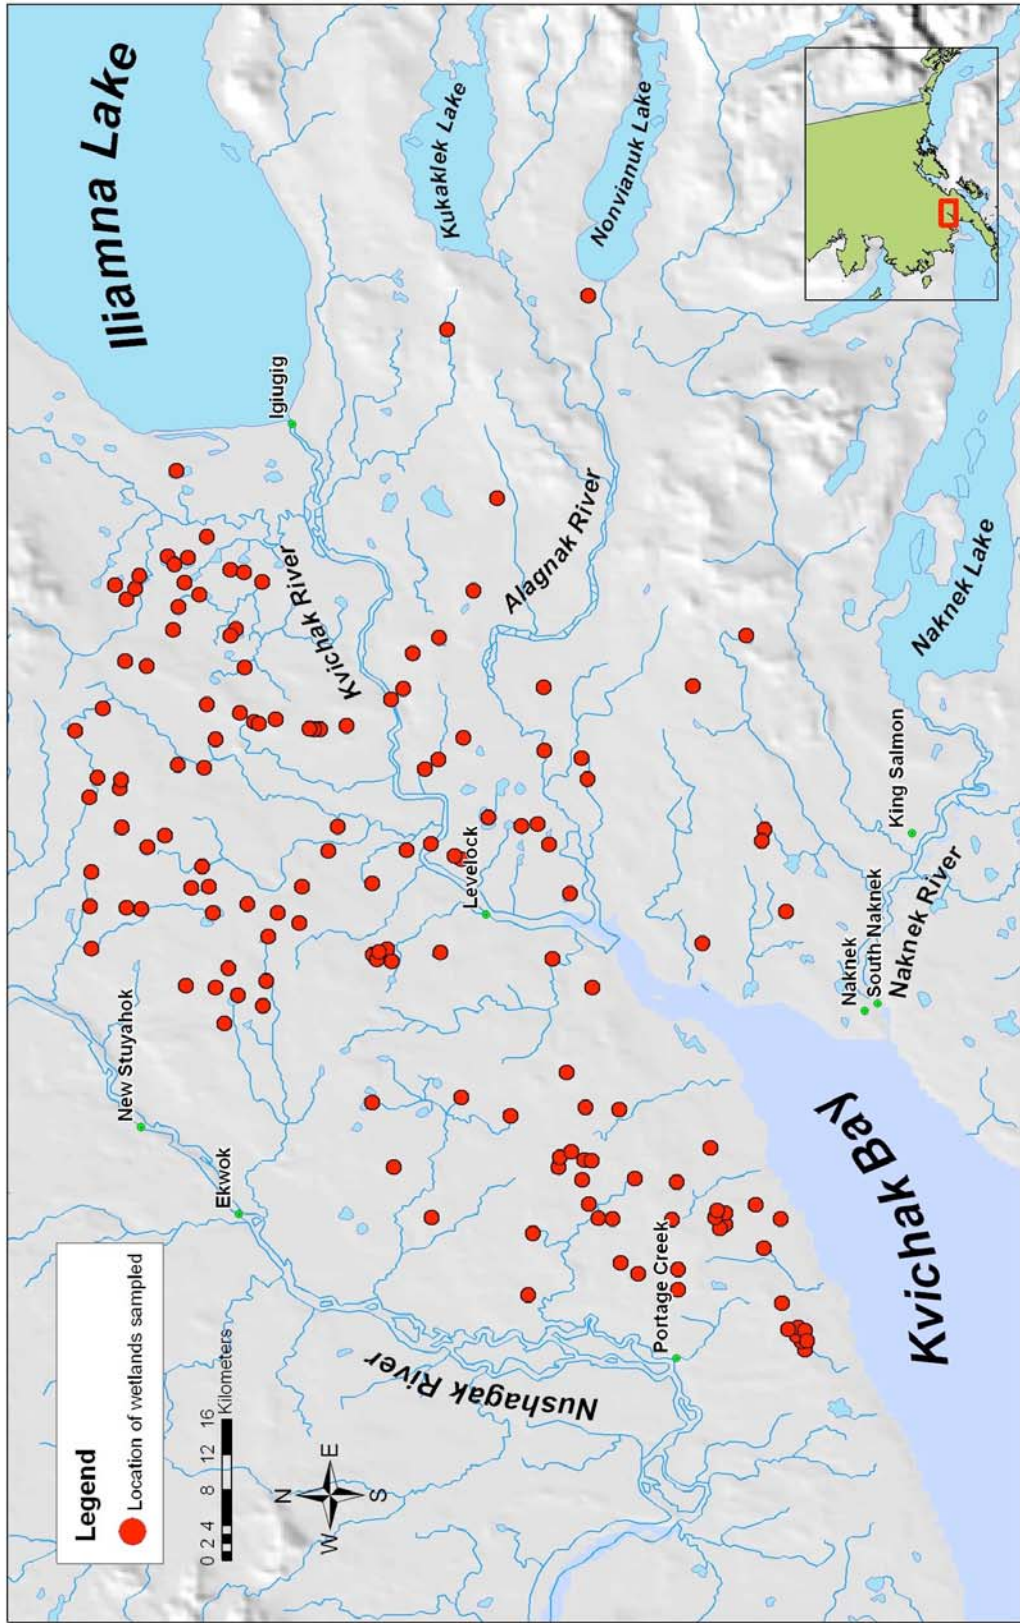 Legend
Location of wetlands sampled
0 2 4 8 12 16
Kilometers
N
W E
S
New Stuyahok
Ekwok
Nushagak River
Portage Creek
Iliamna Lake
Igiugig
Kvichak River
Kukaklek Lake
Nonvianuk Lake
Alagnak River
Levelock
Kvichak Bay
Naknek
South Naknek
Naknek River
King Salmon
Naknek Lake